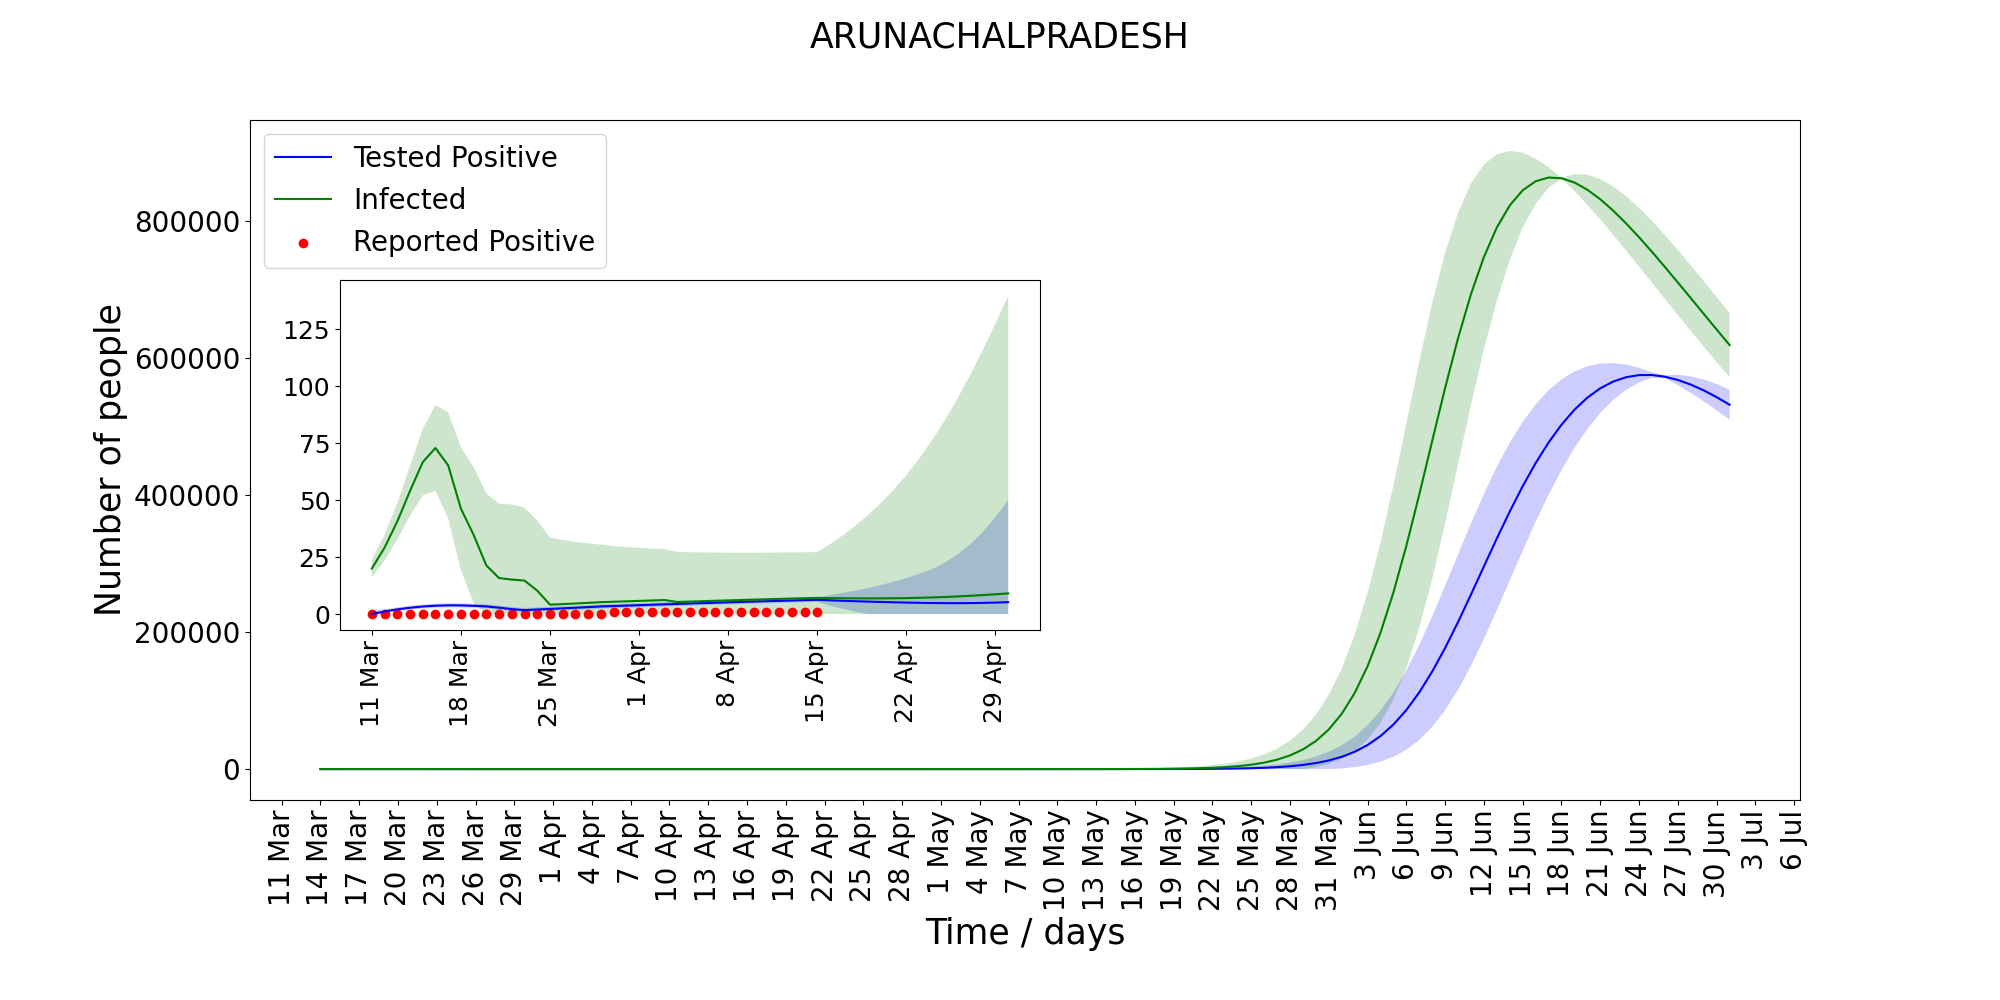 ARUNACHALPRADESH
Tested Positive
Infected
Reported Positive
Number of people
800000
600000
400000
200000
0
125
100
75
50
25
0
11 Mar
18 Mar
25 Mar
1 Apr
8 Apr
15 Apr
22 Apr
29 Apr
11 Mar
14 Mar
17 Mar
20 Mar
23 Mar
26 Mar
29 Mar
1 Apr
4 Apr
7 Apr
10 Apr
13 Apr
16 Apr
19 Apr
22 Apr
25 Apr
28 Apr
1 May
4 May
7 May
10 May
13 May
16 May
19 May
22 May
25 May
28 May
31 May
3 Jun
6 Jun
9 Jun
12 Jun
15 Jun
18 Jun
21 Jun
24 Jun
27 Jun
30 Jun
3 Jul
6 Jul
Time / days